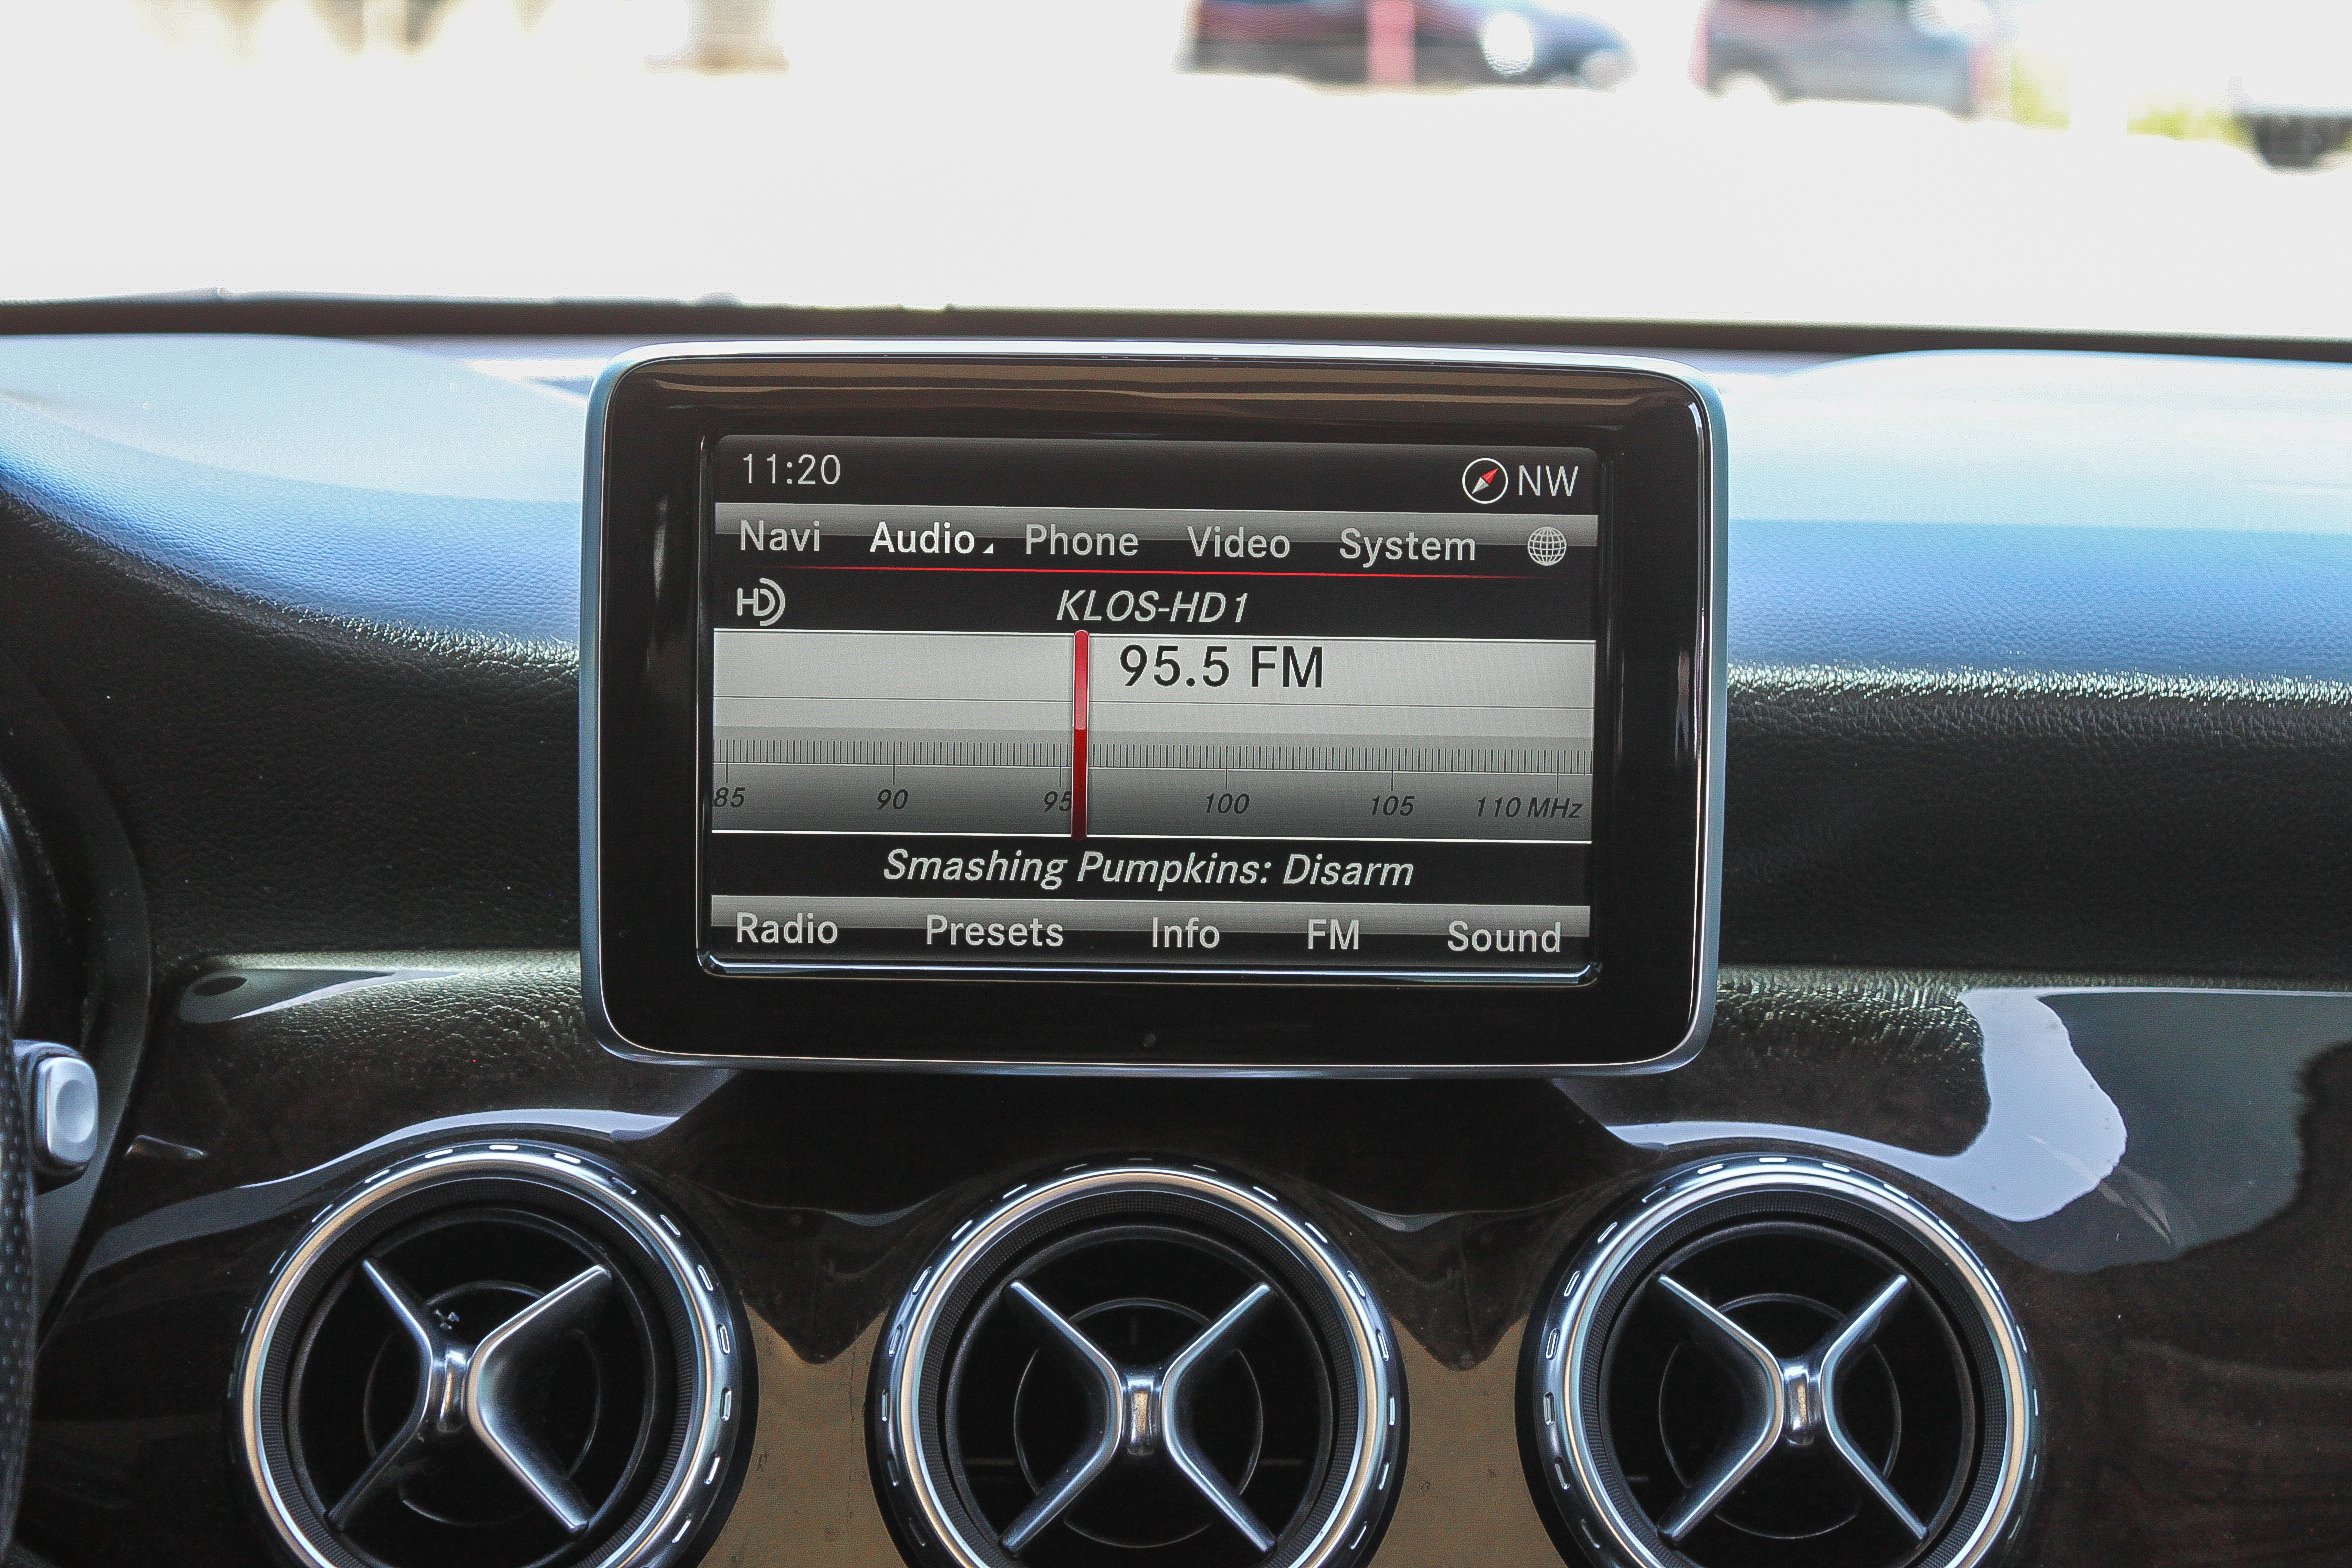 11:20 NW
Navi Audio Phone Video System
HD KLOS-HD1
95.5 FM
85 90 95 100 105 110 MHz
Smashing Pumpkins: Disarm
Radio Presets Info FM Sound